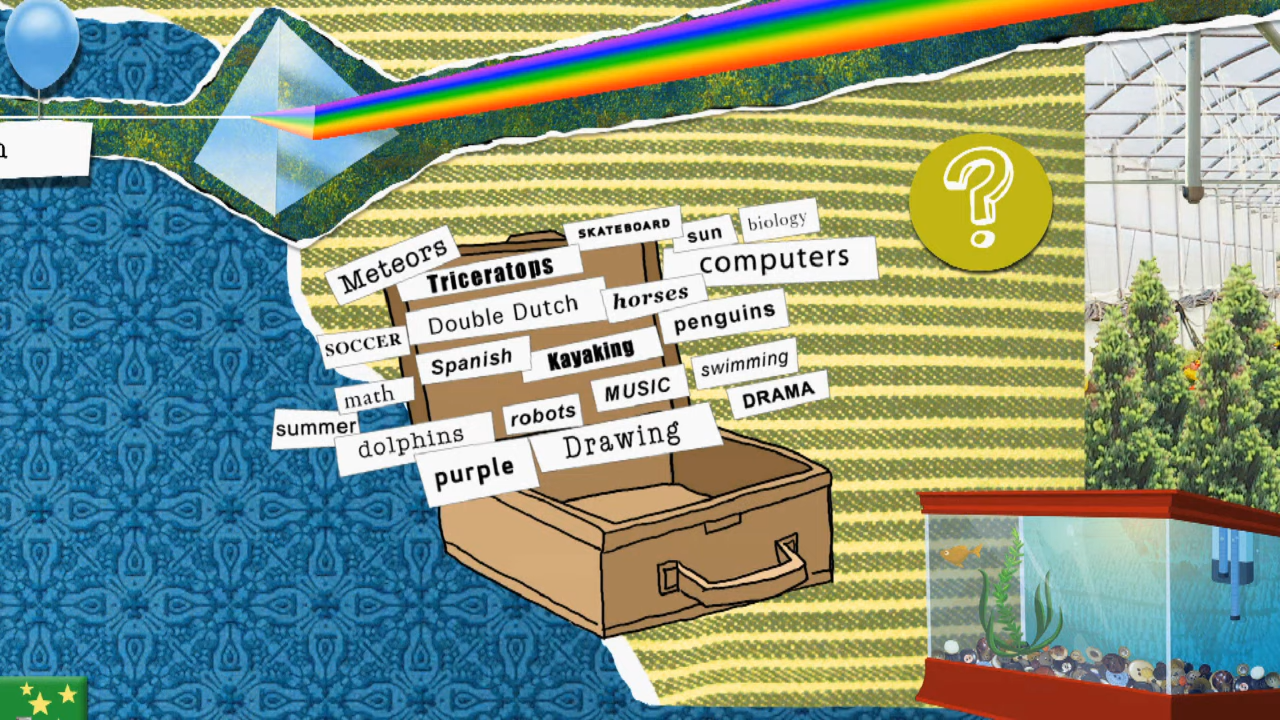 SKATEBOARD
sun
biology
Meteors
Triceratops
computers
Double Dutch
horses
penguins
SOCCER
Spanish
Kayaking
swimming
math
MUSIC
DRAMA
summer
dolphins
robots
Drawing
purple
?